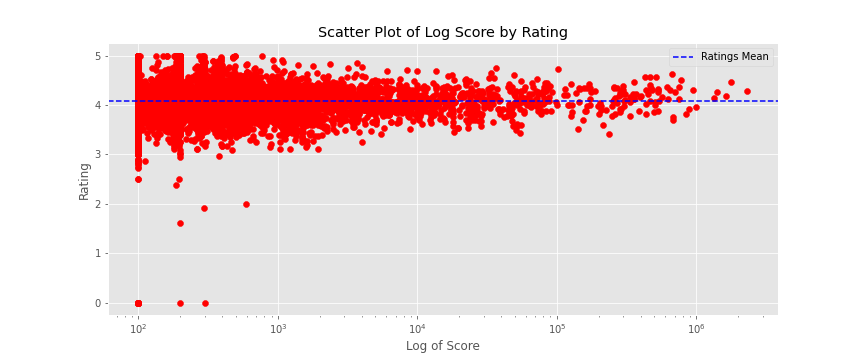 Scatter Plot of Log Score by Rating
Ratings Mean
Rating
5
4
3
2
1
0
10²
10³
10⁴
10⁵
10⁶
Log of Score